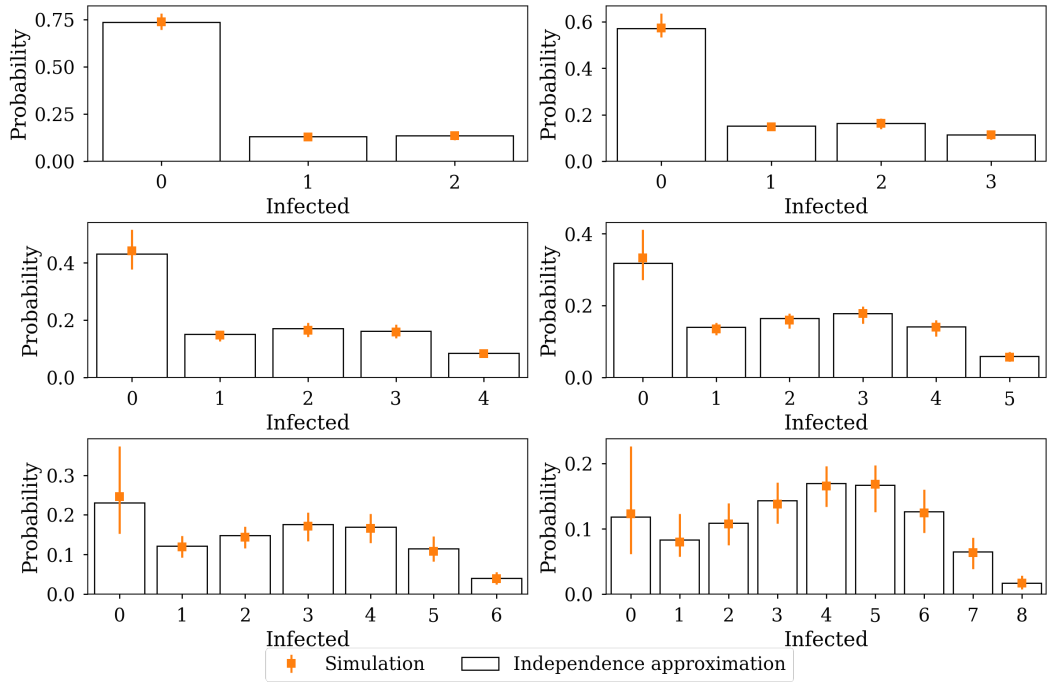 Probability
0.75
0.50
0.25
0.00
0 1 2
Infected
Probability
0.6
0.4
0.2
0.0
0 1 2 3
Infected
Probability
0.4
0.2
0.0
0 1 2 3 4
Infected
Probability
0.4
0.2
0.0
0 1 2 3 4 5
Infected
Probability
0.3
0.2
0.1
0.0
0 1 2 3 4 5 6
Infected
Probability
0.2
0.1
0.0
0 1 2 3 4 5 6 7 8
Infected
Simulation Independence approximation